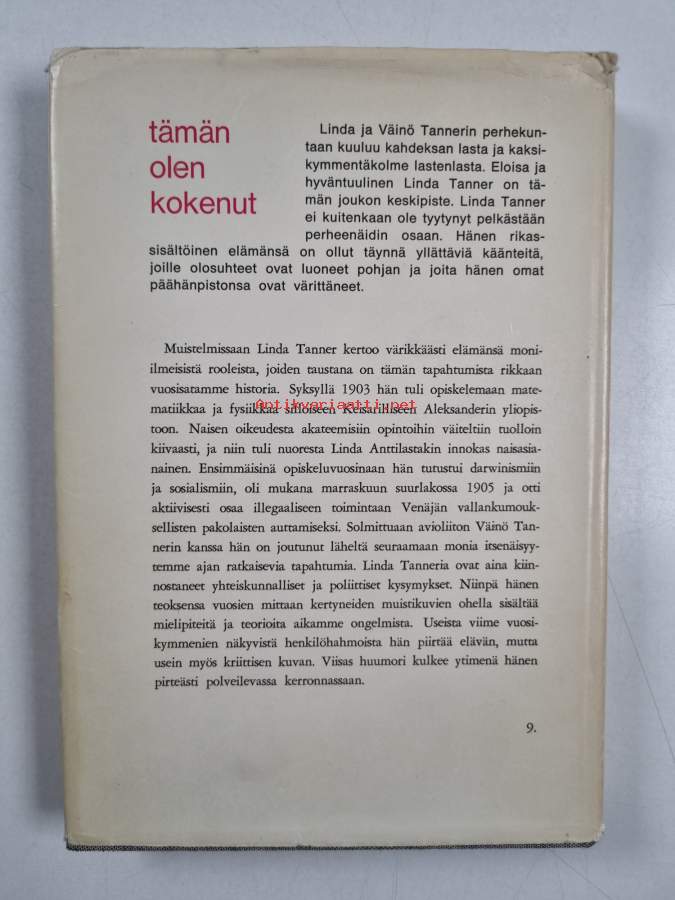 tämän
olen
kokenut
Linda ja Väinö Tannerin perhekun-
taan kuuluu kahdeksan lasta ja kaksi-
kymmentäkolme lastenlasta. Eloisa ja
hyväntuulinen Linda Tanner on tä-
män joukon keskipiste. Linda Tanner
ei kuitenkaan ole tyytynyt pelkästään
perheenäidin osaan. Hänen rikas-
sisältöinen elämänsä on ollut täynnä yllättäviä käänteitä,
joille olosuhteet ovat luoneet pohjan ja joita hänen omat
päähänpistonsa ovat värittäneet.
Muistelmissaan Linda Tanner kertoo värikkäästi elämänsä moni-
ilmeisistä rooleista, joiden taustana on tämän tapahtumista rikkaan
vuosisatamme historia. Syksyllä 1903 hän tuli opiskelemaan mate-
matiikkaa ja fysiikkaa silloiseen Keisarilliseen Aleksanderin yliopis-
Antikvariaatti.net
toon. Naisen oikeudesta akateemisiin opintoihin väiteltiin tuolloin
kiivaasti, ja niin tuli nuoresta Linda Anttilastakin innokas naisasia-
nainen. Ensimmäisinä opiskeluvuosinaan hän tutustui darwinismiin
ja sosialismiin, oli mukana marraskuun suurlakossa 1905 ja otti
aktiivisesti osaa illegaaliseen toimintaan Venäjän vallankumouk-
sellisten pakolaisten auttamiseksi. Solmittuaan avioliiton Väinö Tan-
nerin kanssa hän on joutunut läheltä seuraamaan monia itsenäisyy-
temme ajan ratkaisevia tapahtumia. Linda Tanneria ovat aina kiin-
nostaneet yhteiskunnalliset ja poliittiset kysymykset. Niinpä hänen
teoksensa vuosien mittaan kertyneiden muistikuvien ohella sisältää
mielipiteitä ja teorioita aikamme ongelmista. Useista viime vuosi-
kymmenien näkyvistä henkilöhahmoista hän piirtää elävän, mutta
usein myös kriittisen kuvan. Viisas huumori kulkee ytimenä hänen
pirteästi polveilevassa kerronnassaan.
9.